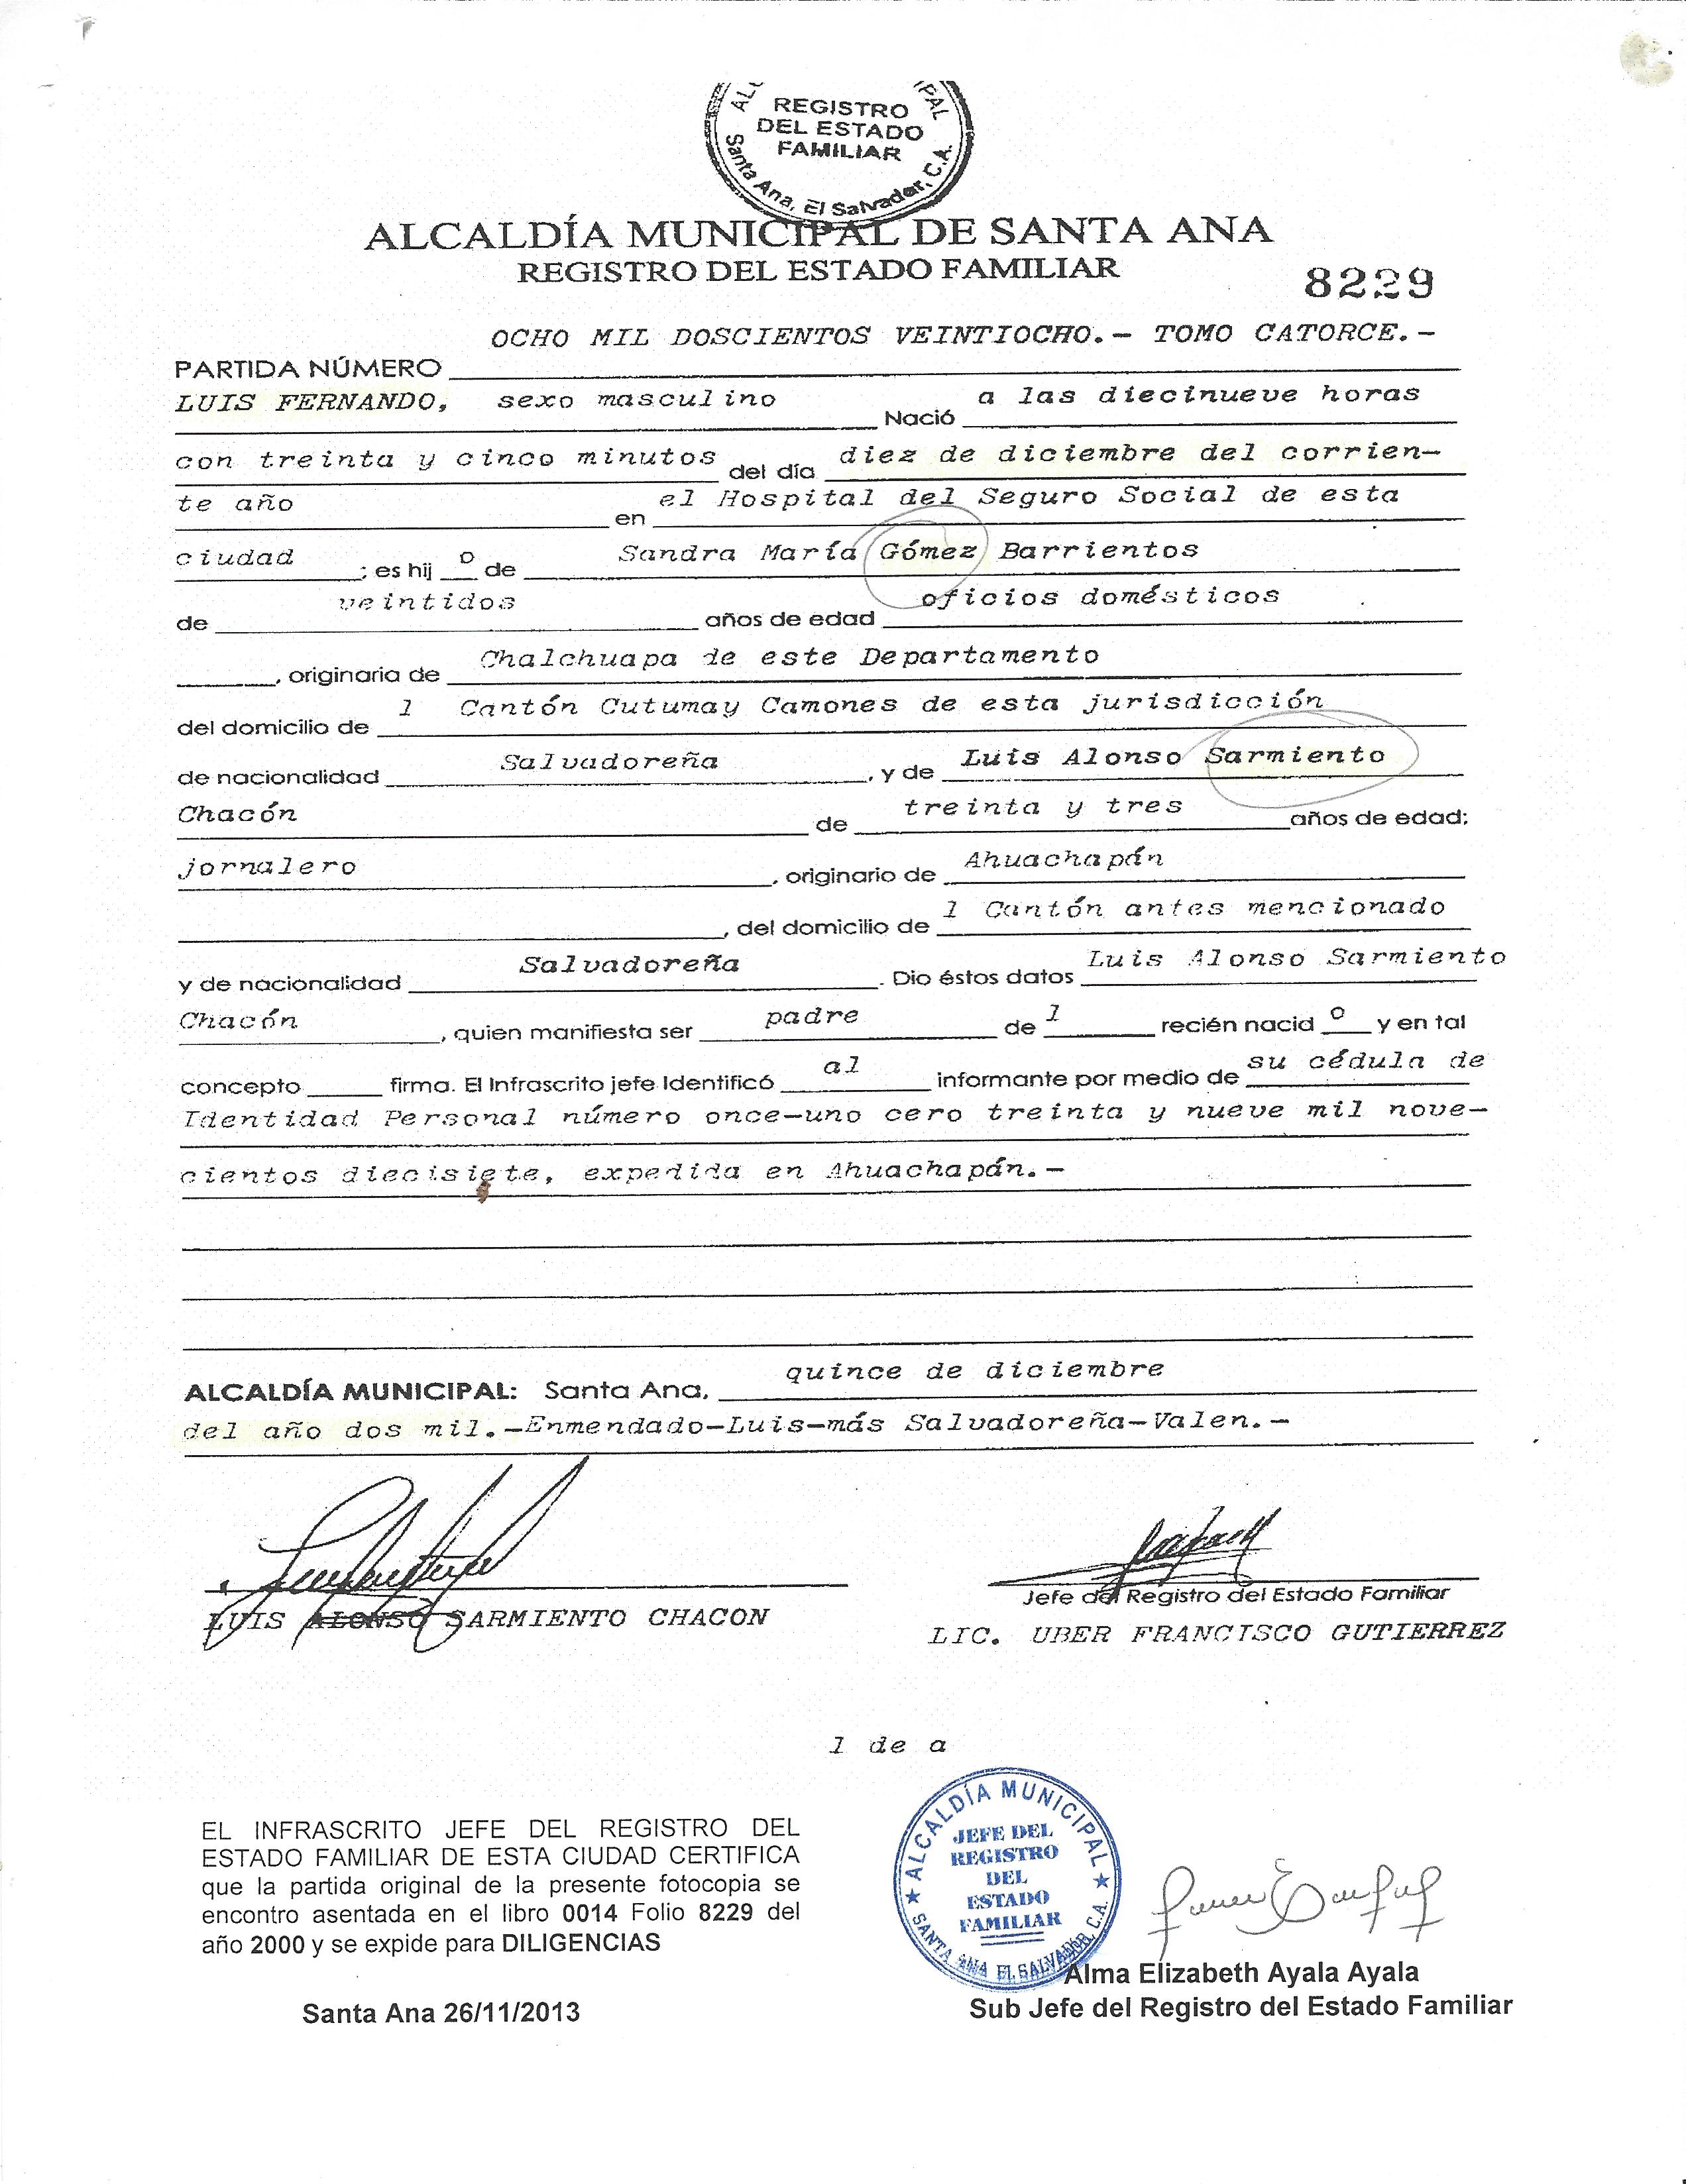 REGISTRO
DEL ESTADO
FAMILIAR
Santa Ana, El Salvador, C.A.
ALCALDÍA MUNICIPAL DE SANTA ANA
REGISTRO DEL ESTADO FAMILIAR
8229
OCHO MIL DOSCIENTOS VEINTIOCHO.- TOMO CATORCE.-
PARTIDA NÚMERO
LUIS FERNANDO, sexo masculino Nació a las diecinueve horas
con treinta y cinco minutos del día diez de diciembre del corrien-
te año en el Hospital del Seguro Social de esta
ciudad ; es hij o de Sandra María Gómez Barrientos
de veintidos años de edad oficios domésticos
, originaria de Chalchuapa de este Departamento
del domicilio de l Cantón Cutumay Camones de esta jurisdicción
de nacionalidad Salvadoreña , y de Luis Alonso Sarmiento
Chacón de treinta y tres años de edad;
jornalero , originario de Ahuachapán
, del domicilio de l Cantón antes mencionado
y de nacionalidad Salvadoreña . Dio éstos datos Luis Alonso Sarmiento
Chacón , quien manifiesta ser padre de l recién nacid o y en tal
concepto firma. El Infrascrito jefe Identificó al informante por medio de su cédula de
Identidad Personal número once-uno cero treinta y nueve mil nove-
cientos diecisiete, expedida en Ahuachapán.-
ALCALDÍA MUNICIPAL: Santa Ana, quince de diciembre
del año dos mil.-Enmendado-Luis-más Salvadoreña-Valen.-
LUIS ALONSO SARMIENTO CHACON
Jefe del Registro del Estado Familiar
LIC. UBER FRANCISCO GUTIERREZ
l de a
EL INFRASCRITO JEFE DEL REGISTRO DEL
ESTADO FAMILIAR DE ESTA CIUDAD CERTIFICA
que la partida original de la presente fotocopia se
encontro asentada en el libro 0014 Folio 8229 del
año 2000 y se expide para DILIGENCIAS
Santa Ana 26/11/2013
ALCALDÍA MUNICIPAL
JEFE DEL
REGISTRO
DEL
ESTADO
FAMILIAR
SANTA ANA EL SALVADOR, C.A.
Alma Elizabeth Ayala Ayala
Sub Jefe del Registro del Estado Familiar